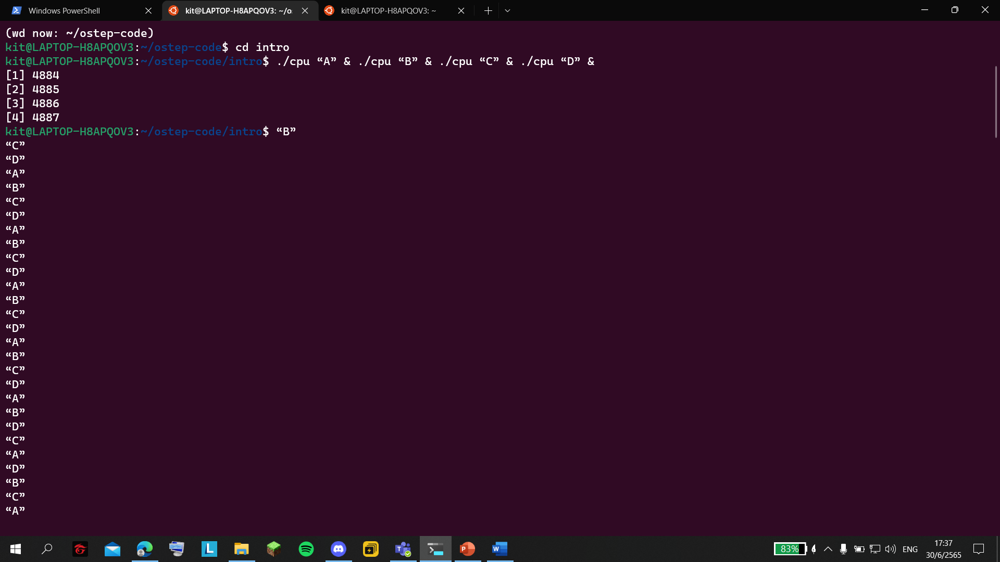 Windows PowerShell
kit@LAPTOP-H8APQOV3: ~/o
kit@LAPTOP-H8APQOV3: ~
(wd now: ~/ostep-code)
kit@LAPTOP-H8APQOV3:~/ostep-code$ cd intro
kit@LAPTOP-H8APQOV3:~/ostep-code/intro$ ./cpu “A” & ./cpu “B” & ./cpu “C” & ./cpu “D” &
[1] 4884
[2] 4885
[3] 4886
[4] 4887
kit@LAPTOP-H8APQOV3:~/ostep-code/intro$ “B”
“C”
“D”
“A”
“B”
“C”
“D”
“A”
“B”
“C”
“D”
“A”
“B”
“C”
“D”
“A”
“B”
“C”
“D”
“A”
“B”
“D”
“C”
“A”
“D”
“B”
“C”
“A”
83%
ENG
17:37
30/6/2565